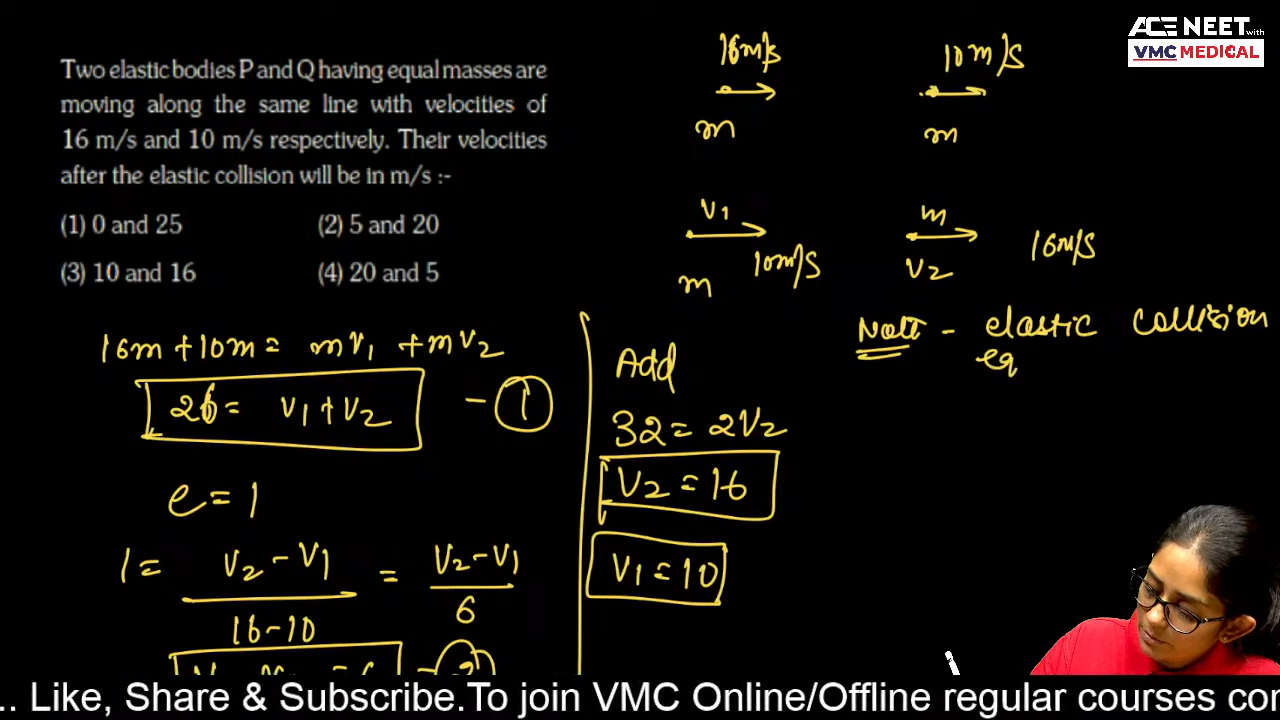 ACE NEET with
VMC MEDICAL
Two elastic bodies P and Q having equal masses are
moving along the same line with velocities of
16 m/s and 10 m/s respectively. Their velocities
after the elastic collision will be in m/s :-
(1) 0 and 25 (2) 5 and 20
(3) 10 and 16 (4) 20 and 5
16m/s 10m/s
m m
V1 m
10m/s V2 16m/s
m
Note - elastic collision
eq
16m + 10m = mV1 + mV2
26 = V1 + V2 - 1
e = 1
1 = V2 - V1 / 16 - 10 = V2 - V1 / 6
2
Add
32 = 2V2
V2 = 16
V1 = 10
.. Like, Share & Subscribe.To join VMC Online/Offline regular courses con